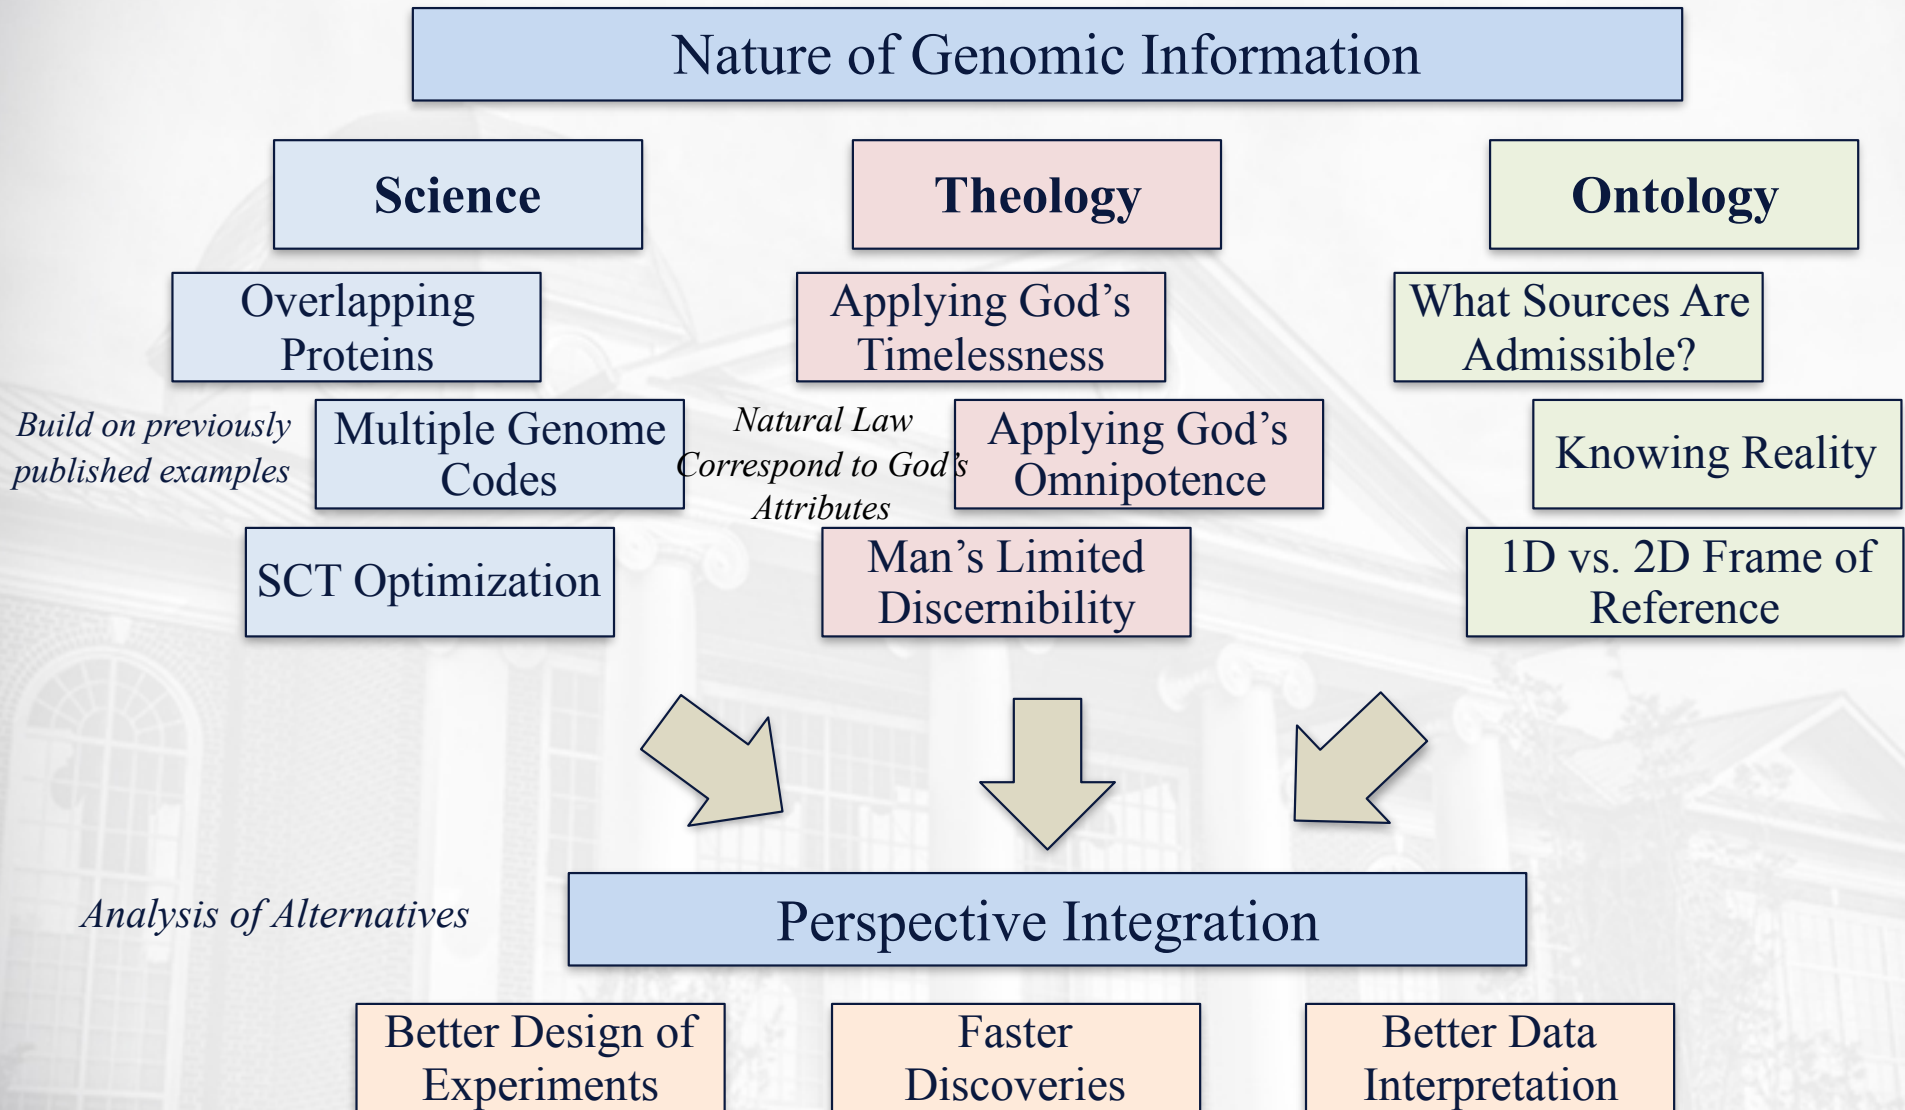 Nature of Genomic Information
Science
Theology
Ontology
Overlapping
Proteins
Applying God’s
Timelessness
What Sources Are
Admissible?
Build on previously
published examples
Multiple Genome
Codes
Natural Law
Correspond to God’s
Attributes
Applying God’s
Omnipotence
Knowing Reality
SCT Optimization
Man’s Limited
Discernibility
1D vs. 2D Frame of
Reference
Analysis of Alternatives
Perspective Integration
Better Design of
Experiments
Faster
Discoveries
Better Data
Interpretation